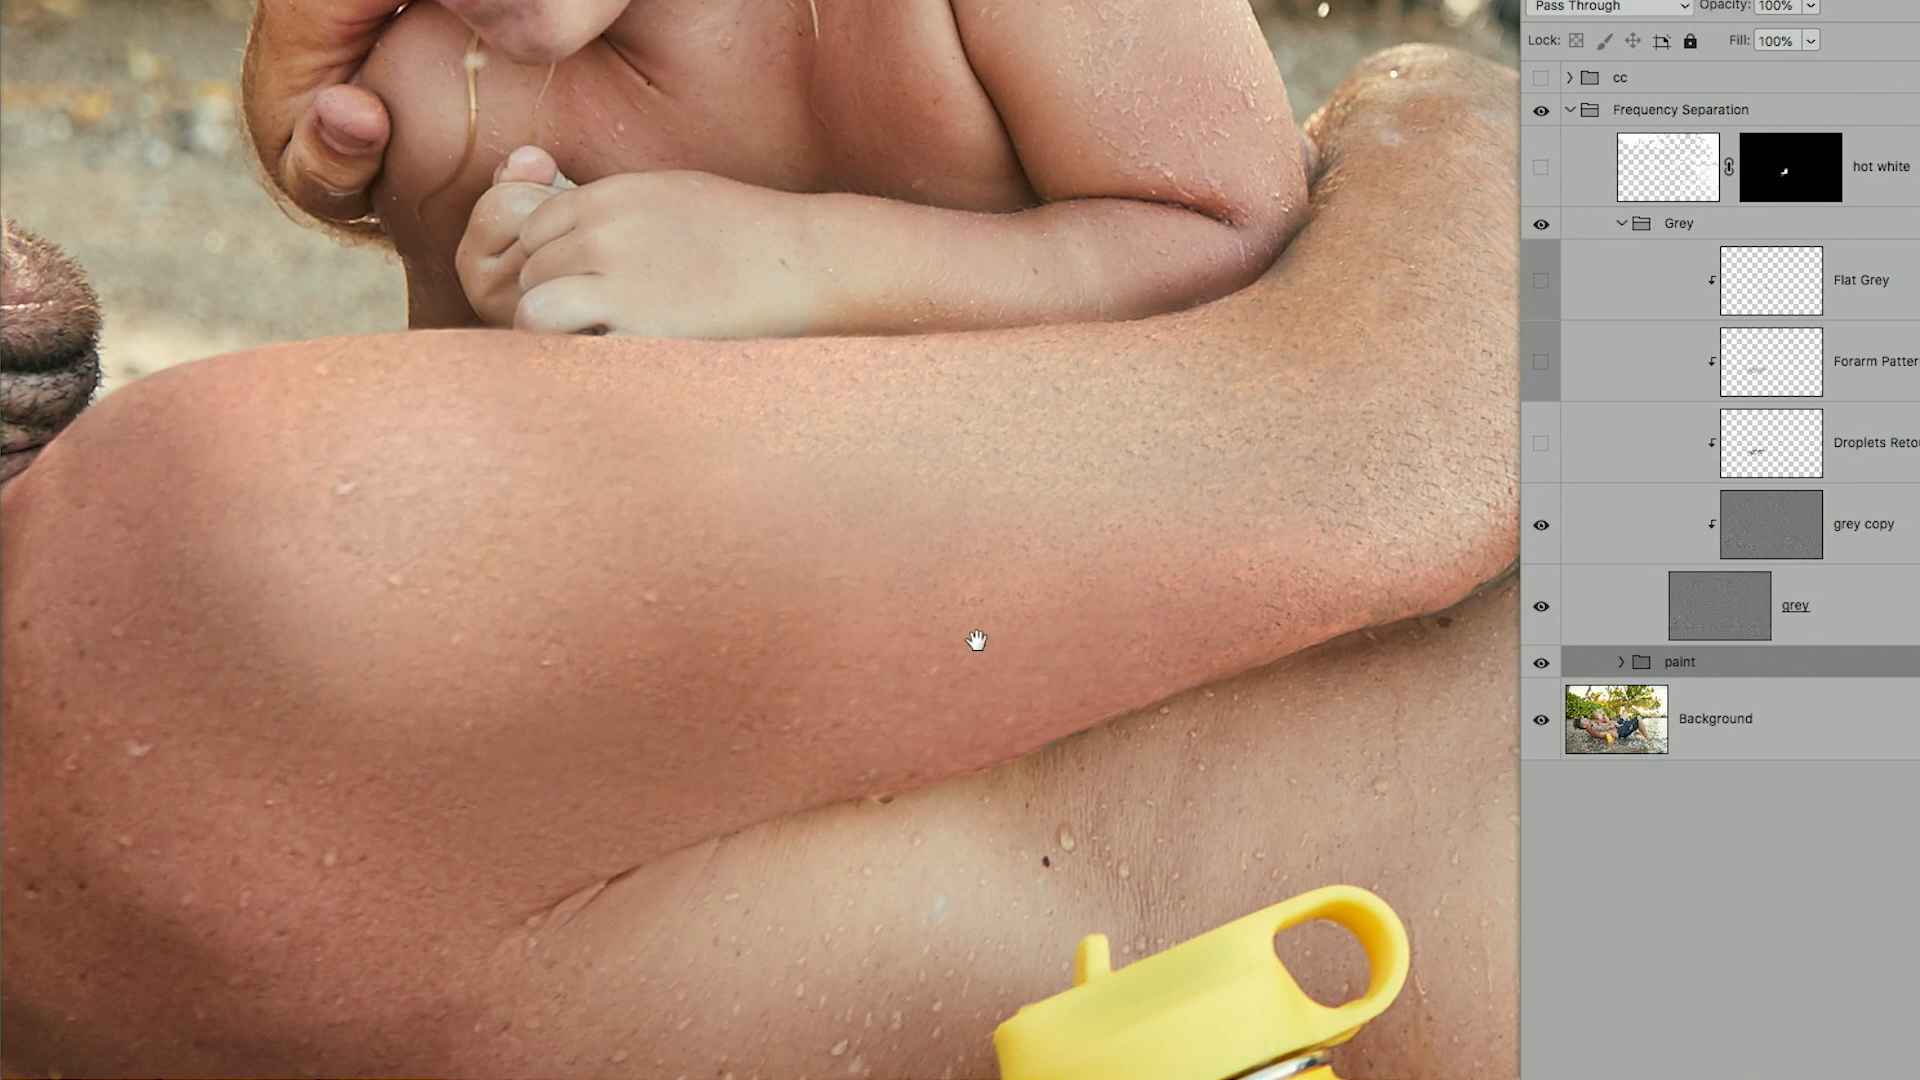 Pass Through Opacity: 100%
Lock: Fill: 100%
cc
Frequency Separation
hot white
Grey
Flat Grey
Forarm Patter
Droplets Reto
grey copy
grey
paint
Background